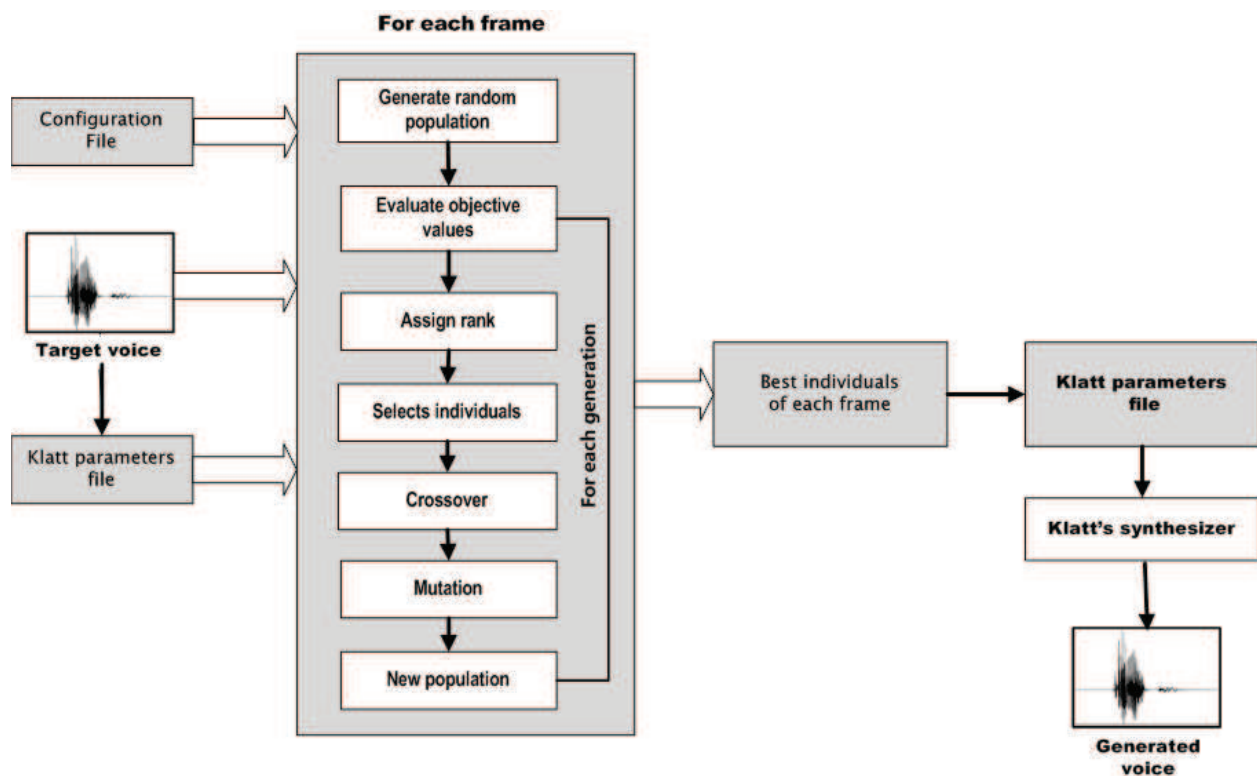 For each frame
Configuration
File
Target voice
Klatt parameters
file
Generate random
population
Evaluate objective
values
Assign rank
Selects individuals
Crossover
Mutation
New population
For each generation
Best individuals
of each frame
Klatt parameters
file
Klatt's synthesizer
Generated
voice